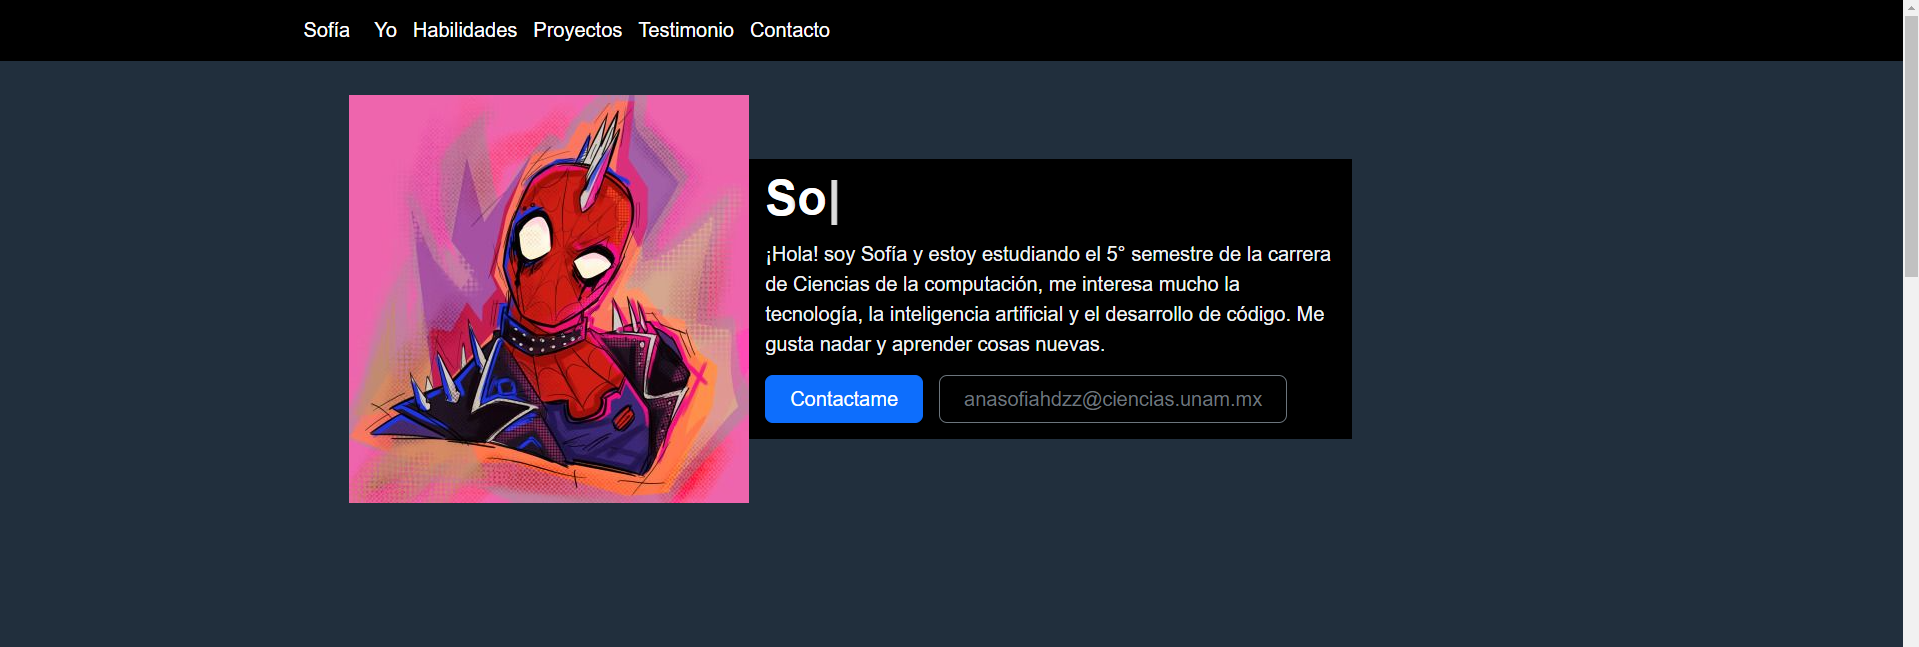 Sofía Yo Habilidades Proyectos Testimonio Contacto
So|
¡Hola! soy Sofía y estoy estudiando el 5° semestre de la carrera
de Ciencias de la computación, me interesa mucho la
tecnología, la inteligencia artificial y el desarrollo de código. Me
gusta nadar y aprender cosas nuevas.
Contactame anasofiahdzz@ciencias.unam.mx